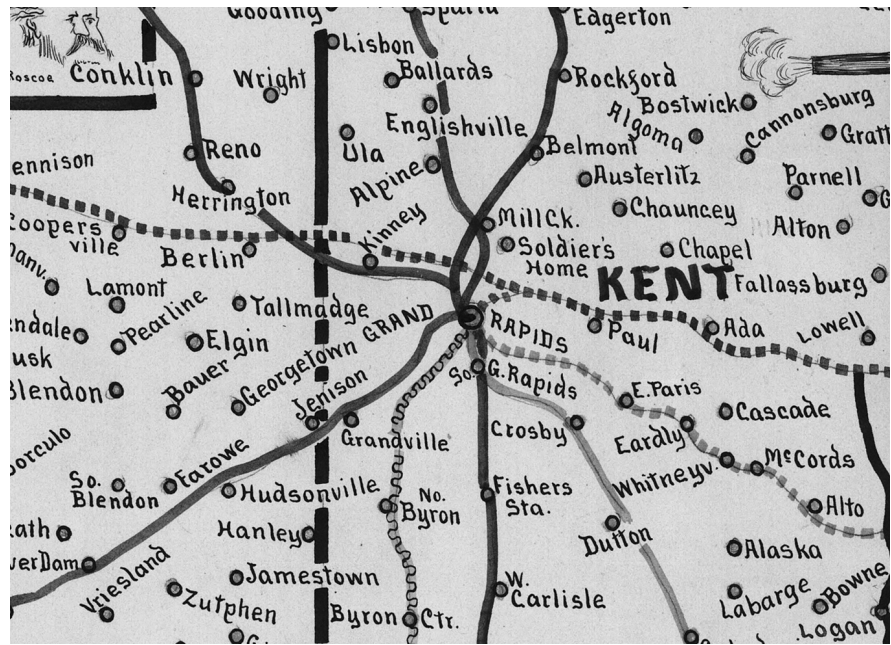 Gooding
Sparta
Edgerton
Lisbon
Roscoe
Conklin
Wright
Ballards
Rockford
Bostwick
Cannonsburg
Englishville
Algoma
Reno
Ula
Belmont
Alpine
Austerlitz
Parnell
Herrington
Chauncey
Mill Ck.
Alton
Kinney
Soldier's
Home
Chapel
Coopers
ville
Berlin
KENT
Fallassburg
Lamont
Pearline
Tallmadge
GRAND
RAPIDS
Paul
Ada
Lowell
Elgin
Georgetown
Bauer
Blendon
Jenison
So. G. Rapids
E. Paris
Cascade
Grandville
Crosby
Eardly
Farowe
Whitneyv.
McCords
So.
Blendon
Hudsonville
No.
Byron
Fishers
Sta.
Alto
Hanley
Dutton
Alaska
Vriesland
Jamestown
Zutphen
W.
Carlisle
Labarge
Bowne
Byron Ctr.
Logan